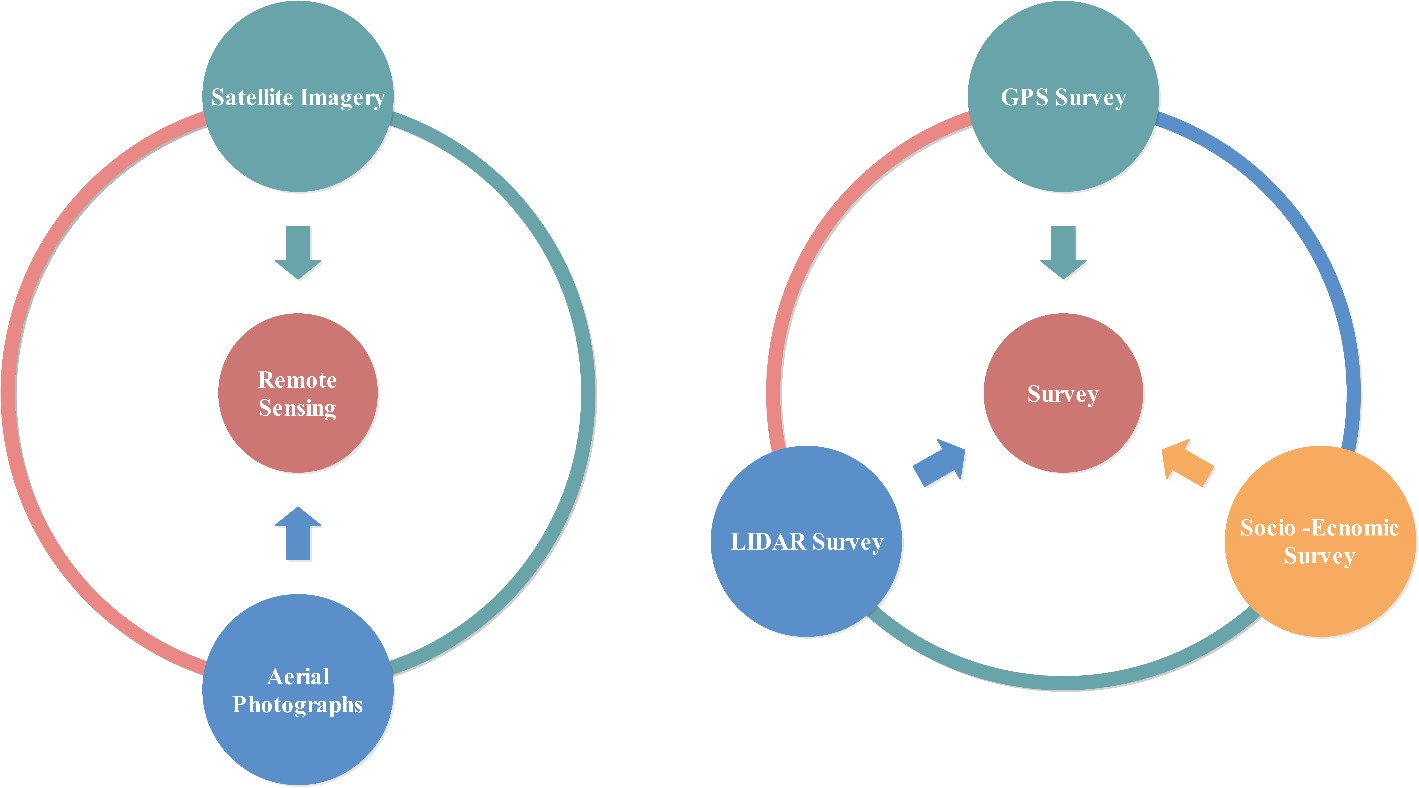 Satellite Imagery
Remote
Sensing
Aerial
Photographs
GPS Survey
Survey
LIDAR Survey
Socio -Ecnomic
Survey